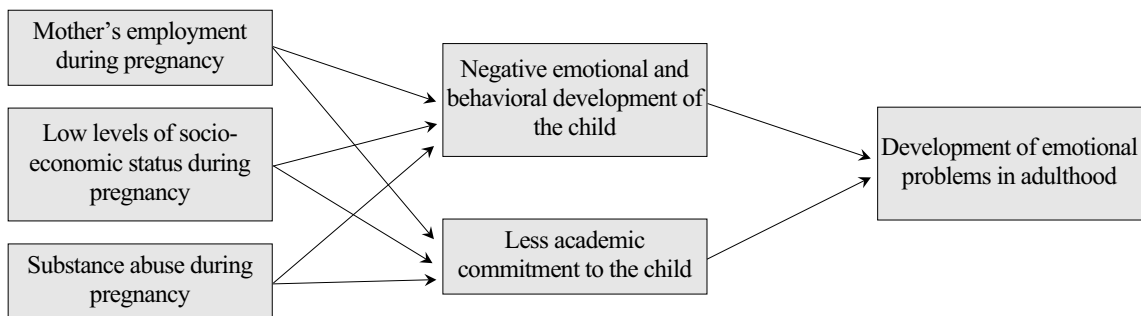 Mother’s employment
during pregnancy
Low levels of socio-
economic status during
pregnancy
Substance abuse during
pregnancy
Negative emotional and
behavioral development of
the child
Less academic
commitment to the child
Development of emotional
problems in adulthood